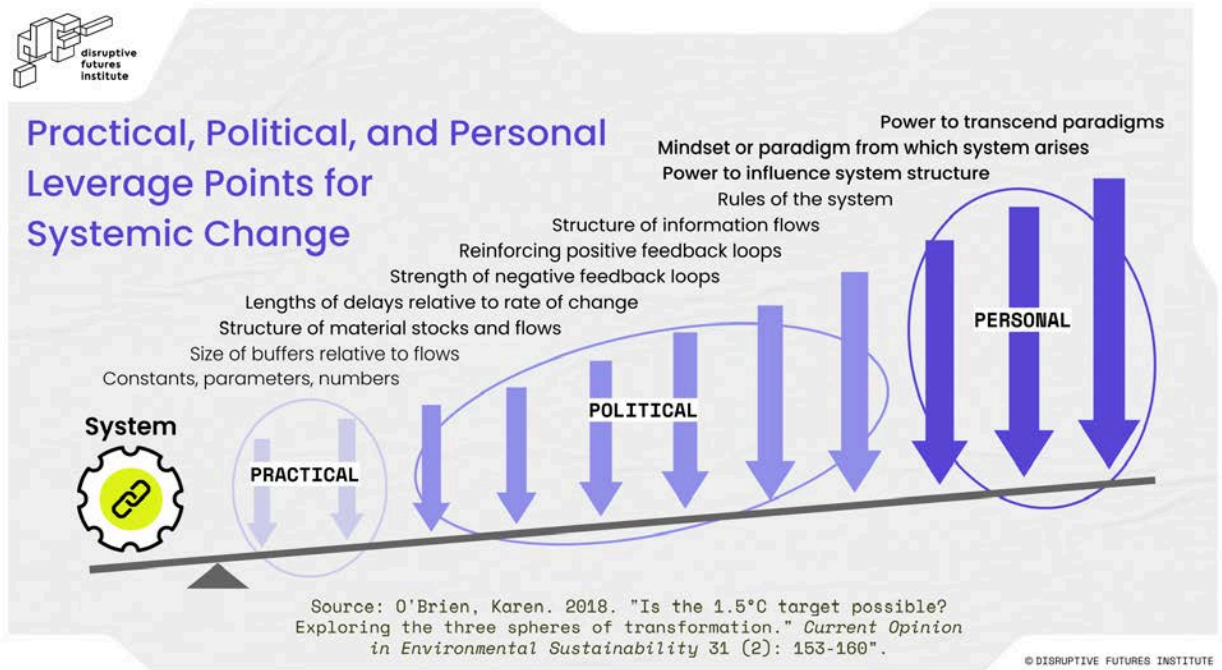 disruptive
futures
institute
Practical, Political, and Personal
Leverage Points for
Systemic Change
Power to transcend paradigms
Mindset or paradigm from which system arises
Power to influence system structure
Rules of the system
Structure of information flows
Reinforcing positive feedback loops
Strength of negative feedback loops
Lengths of delays relative to rate of change
Structure of material stocks and flows
Size of buffers relative to flows
Constants, parameters, numbers
System
PRACTICAL
POLITICAL
PERSONAL
Source: O'Brien, Karen. 2018. "Is the 1.5°C target possible?
Exploring the three spheres of transformation." Current Opinion
in Environmental Sustainability 31 (2): 153-160".
© DISRUPTIVE FUTURES INSTITUTE